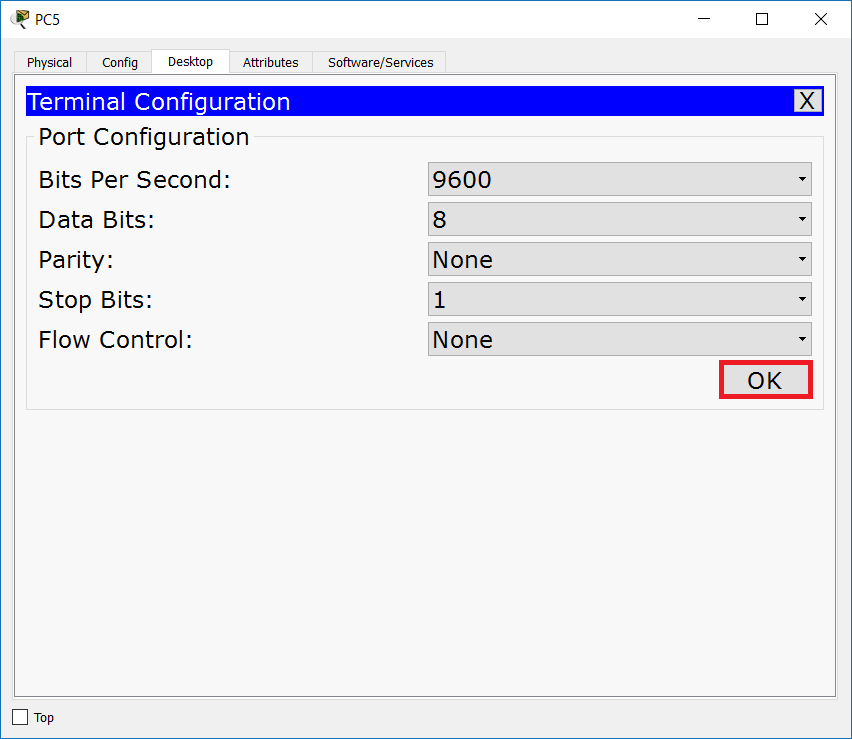 PC5
Physical Config Desktop Attributes Software/Services
Terminal Configuration X
Port Configuration
Bits Per Second: 9600
Data Bits: 8
Parity: None
Stop Bits: 1
Flow Control: None
OK
Top